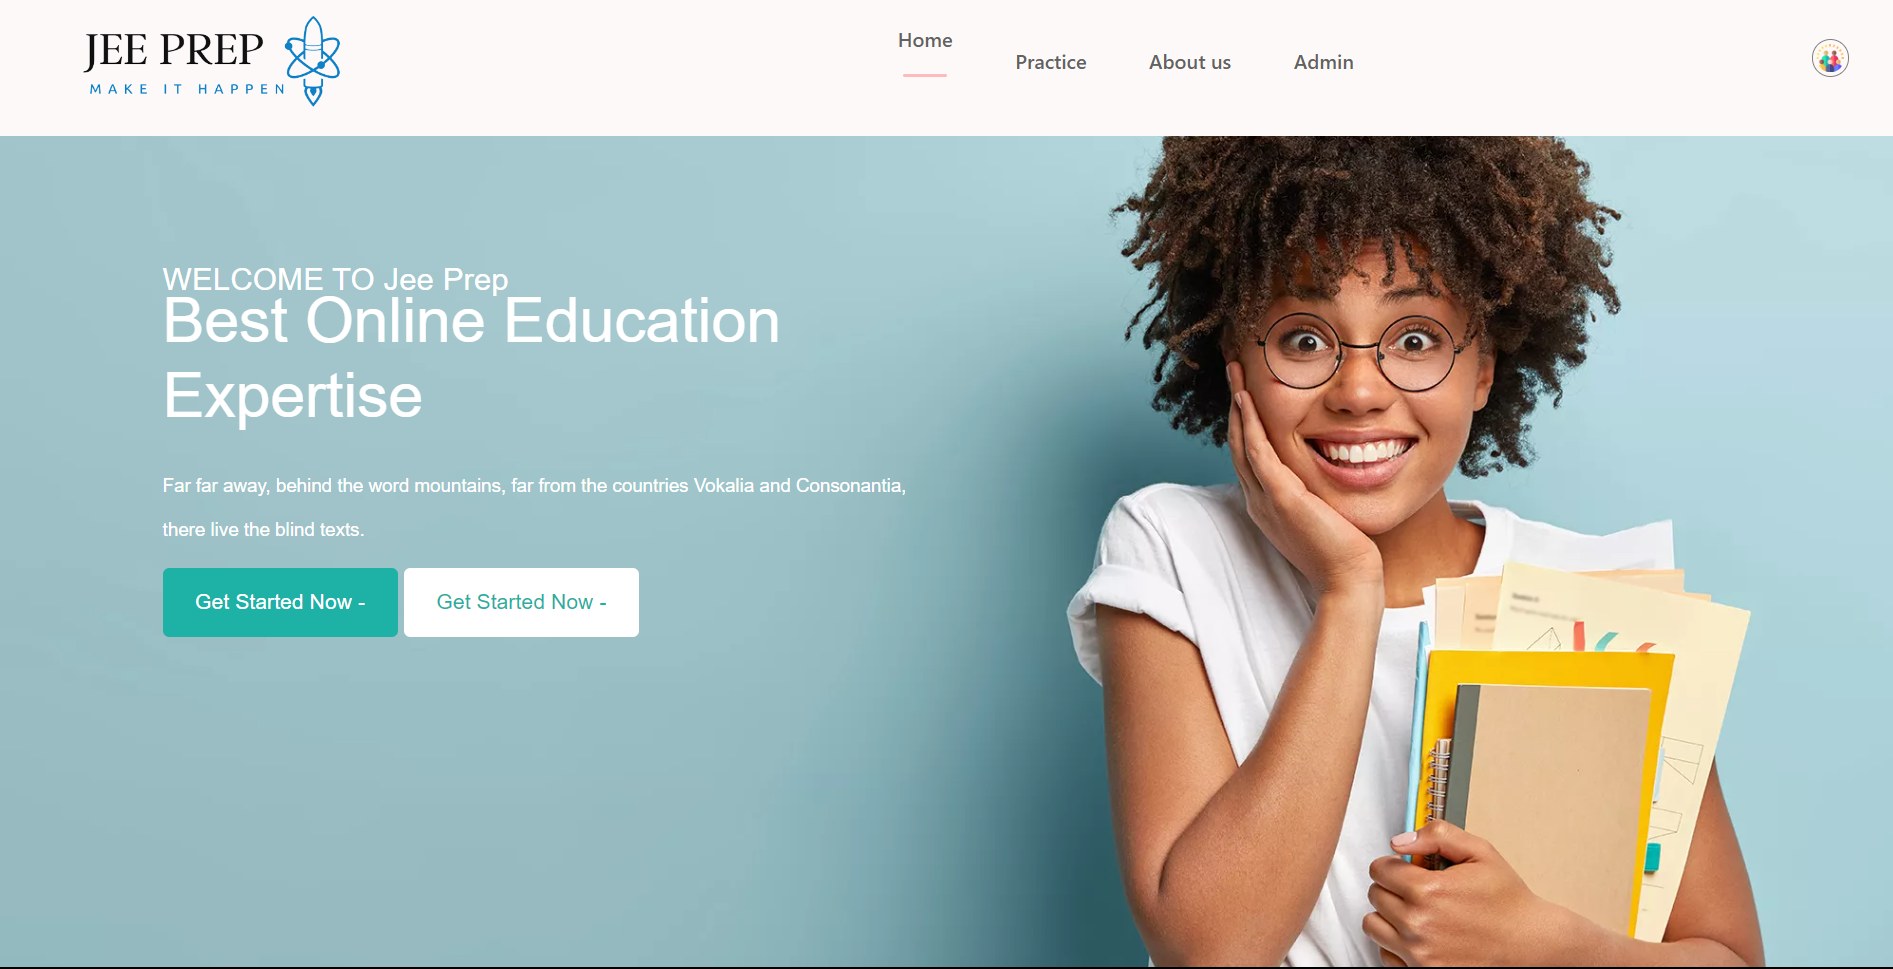 JEE PREP
MAKE IT HAPPEN
Home
Practice
About us
Admin
WELCOME TO Jee Prep
Best Online Education
Expertise
Far far away, behind the word mountains, far from the countries Vokalia and Consonantia,
there live the blind texts.
Get Started Now -
Get Started Now -